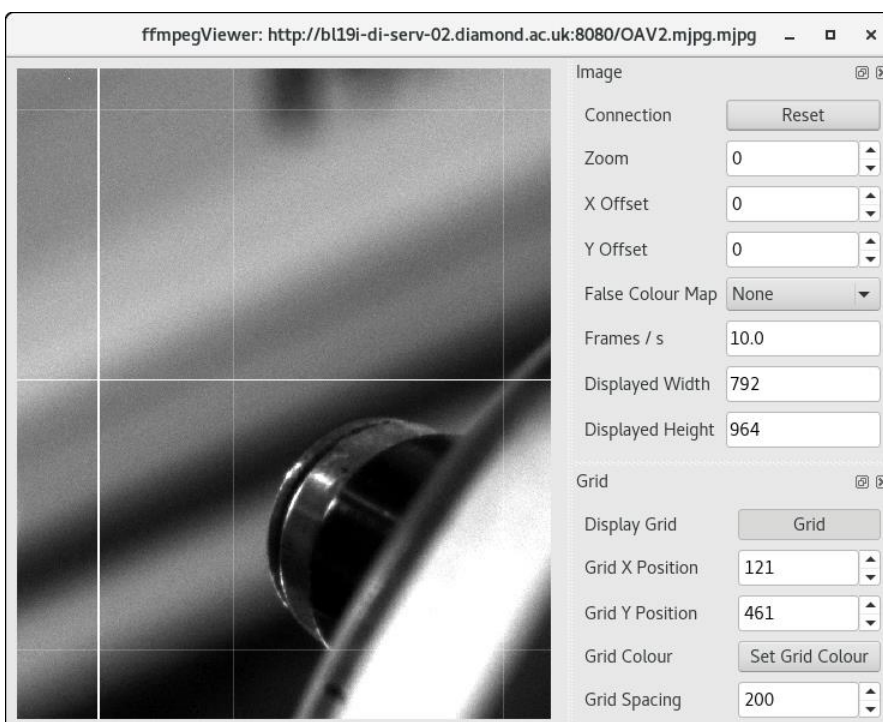 ffmpegViewer: http://bl19i-di-serv-02.diamond.ac.uk:8080/OAV2.mjpg.mjpg
Image
Connection Reset
Zoom 0
X Offset 0
Y Offset 0
False Colour Map None
Frames / s 10.0
Displayed Width 792
Displayed Height 964
Grid
Display Grid Grid
Grid X Position 121
Grid Y Position 461
Grid Colour Set Grid Colour
Grid Spacing 200